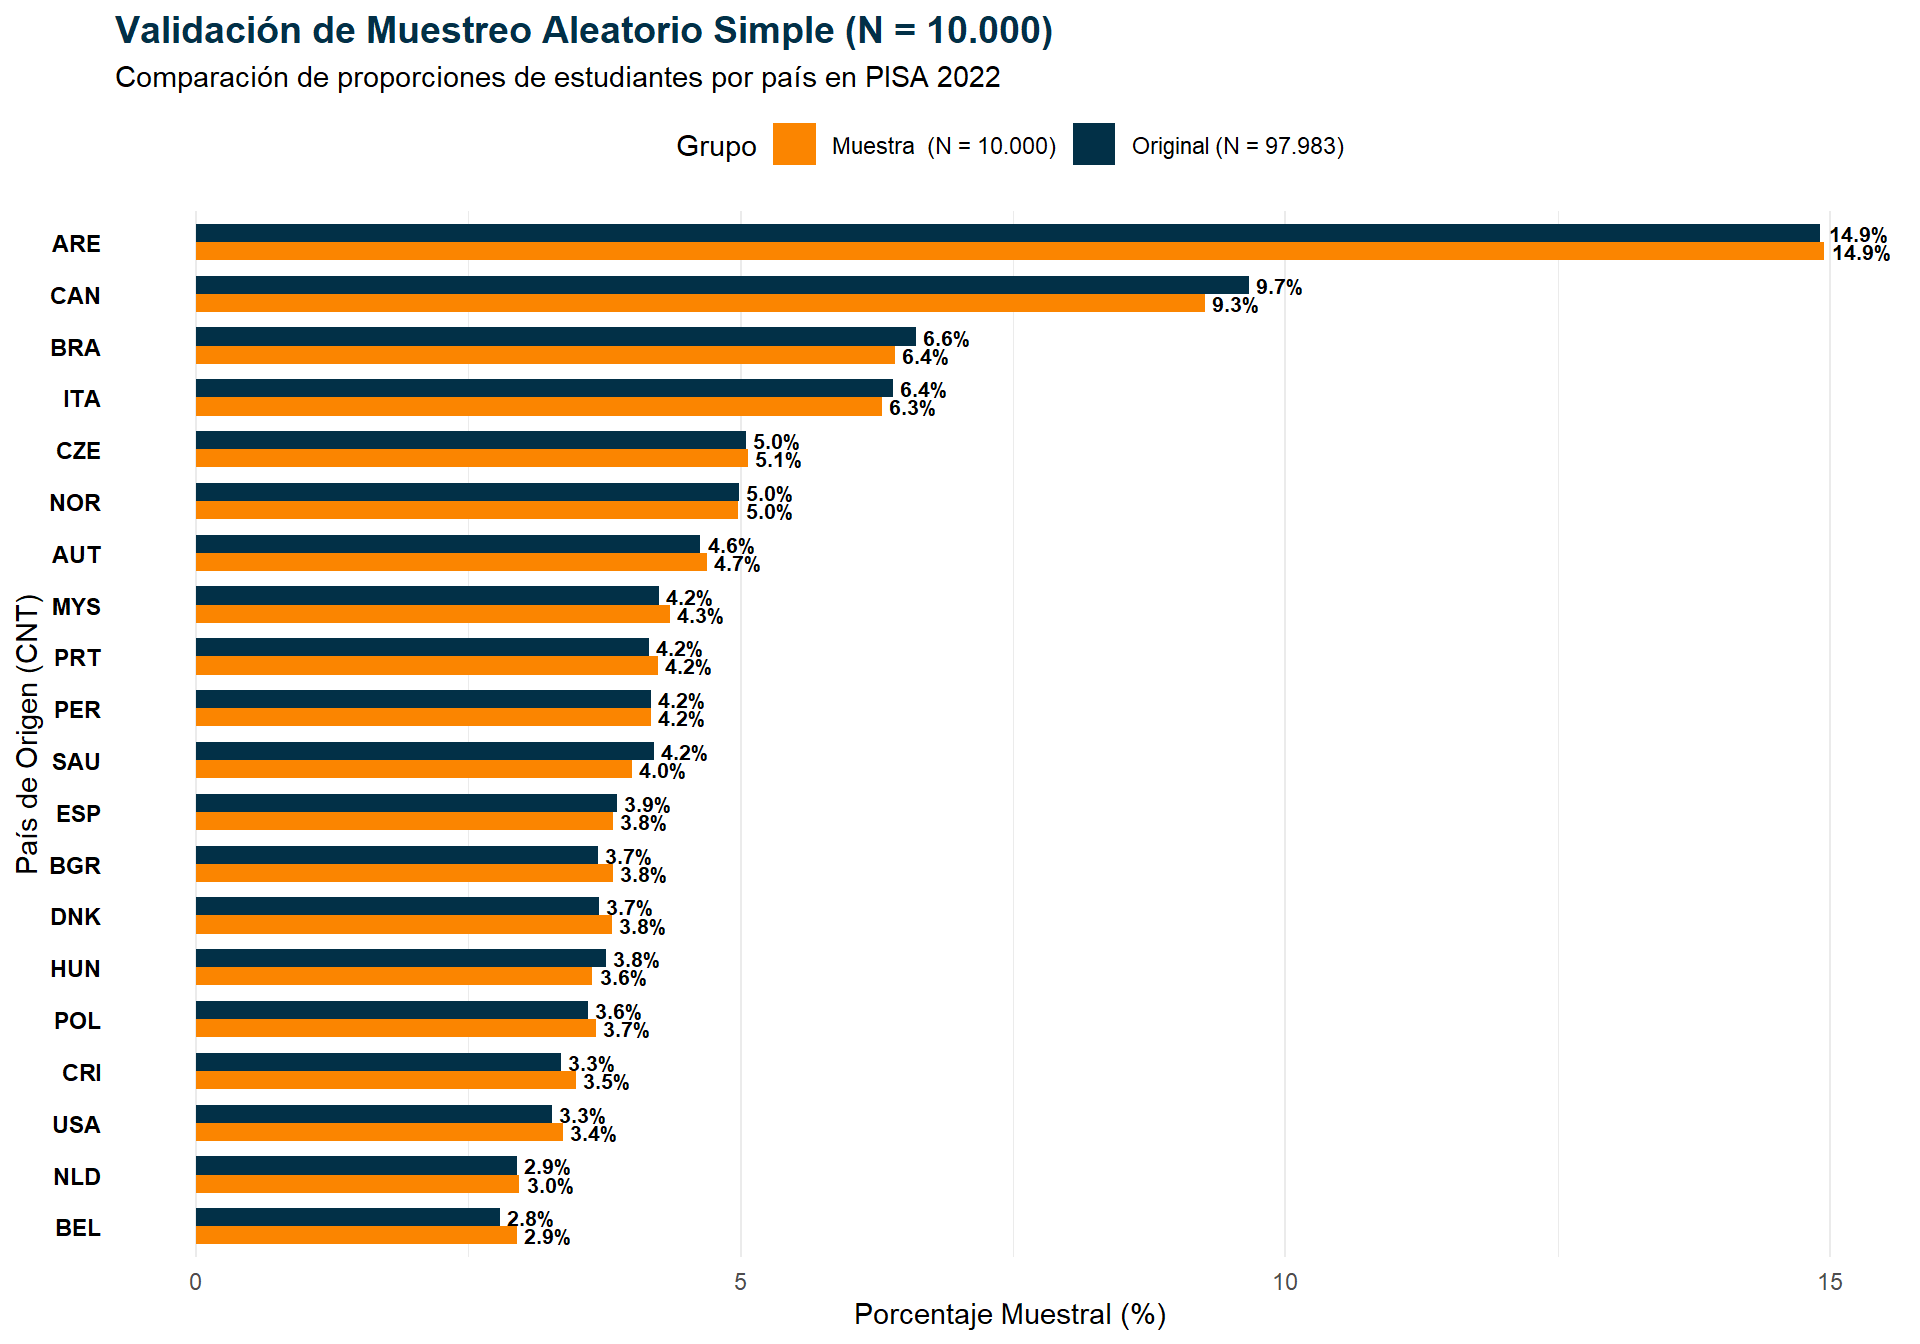 Validación de Muestreo Aleatorio Simple (N = 10.000)
Comparación de proporciones de estudiantes por país en PISA 2022
Grupo Muestra (N = 10.000) Original (N = 97.983)
País de Origen (CNT)
ARE 14.9%
14.9%
CAN 9.7%
9.3%
BRA 6.6%
6.4%
ITA 6.4%
6.3%
CZE 5.0%
5.1%
NOR 5.0%
5.0%
AUT 4.6%
4.7%
MYS 4.2%
4.3%
PRT 4.2%
4.2%
PER 4.2%
4.2%
SAU 4.2%
4.0%
ESP 3.9%
3.8%
BGR 3.7%
3.8%
DNK 3.7%
3.8%
HUN 3.8%
3.6%
POL 3.6%
3.7%
CRI 3.3%
3.5%
USA 3.3%
3.4%
NLD 2.9%
3.0%
BEL 2.8%
2.9%
0 5 10 15
Porcentaje Muestral (%)